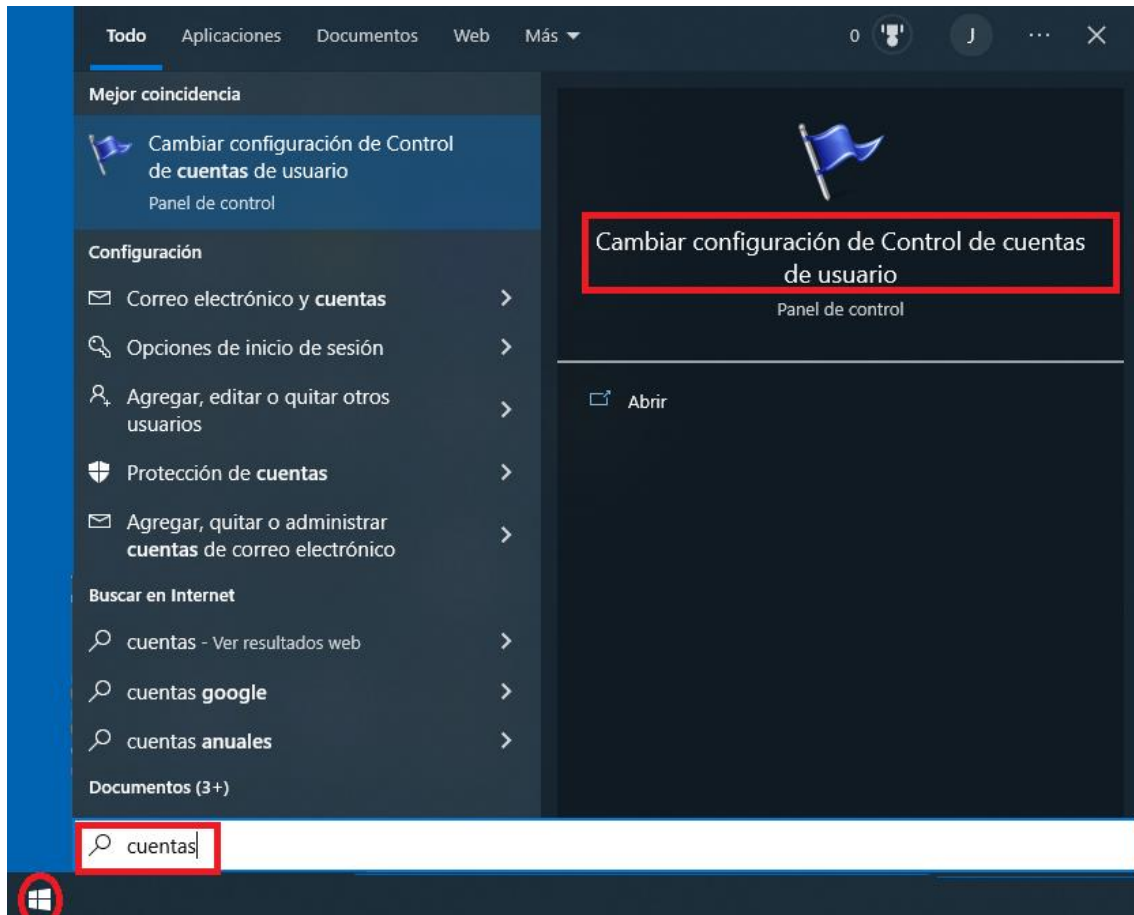 Todo Aplicaciones Documentos Web Más 0 J ...
Mejor coincidencia
Cambiar configuración de Control
de cuentas de usuario
Panel de control
Configuración
Correo electrónico y cuentas
Opciones de inicio de sesión
Agregar, editar o quitar otros
usuarios
Protección de cuentas
Agregar, quitar o administrar
cuentas de correo electrónico
Buscar en Internet
cuentas - Ver resultados web
cuentas google
cuentas anuales
Documentos (3+)
cuentas
Cambiar configuración de Control de cuentas
de usuario
Panel de control
Abrir